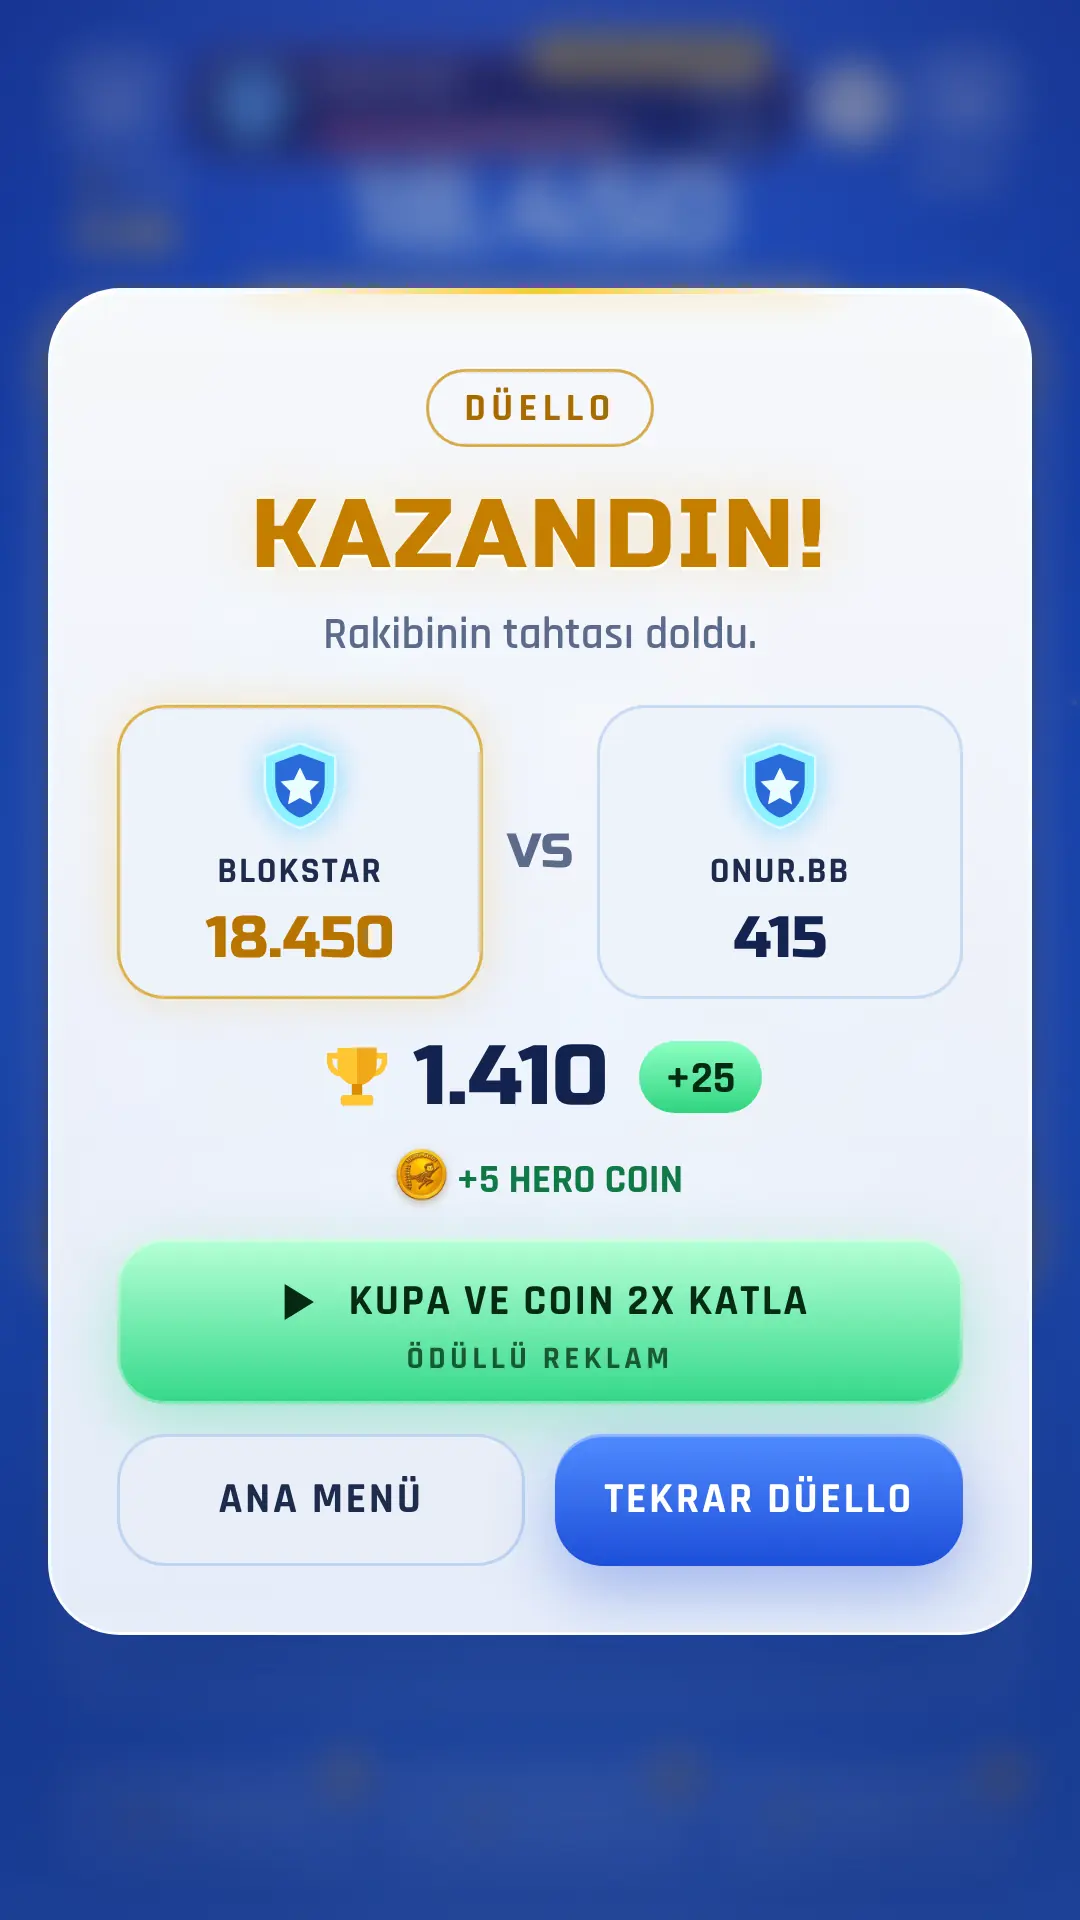 DÜELLO
KAZANDIN!
Rakibinin tahtası doldu.
BLOKSTAR
18.450
VS
ONUR.BB
415
1.410 +25
+5 HERO COIN
KUPA VE COIN 2X KATLA
ÖDÜLLÜ REKLAM
ANA MENÜ
TEKRAR DÜELLO